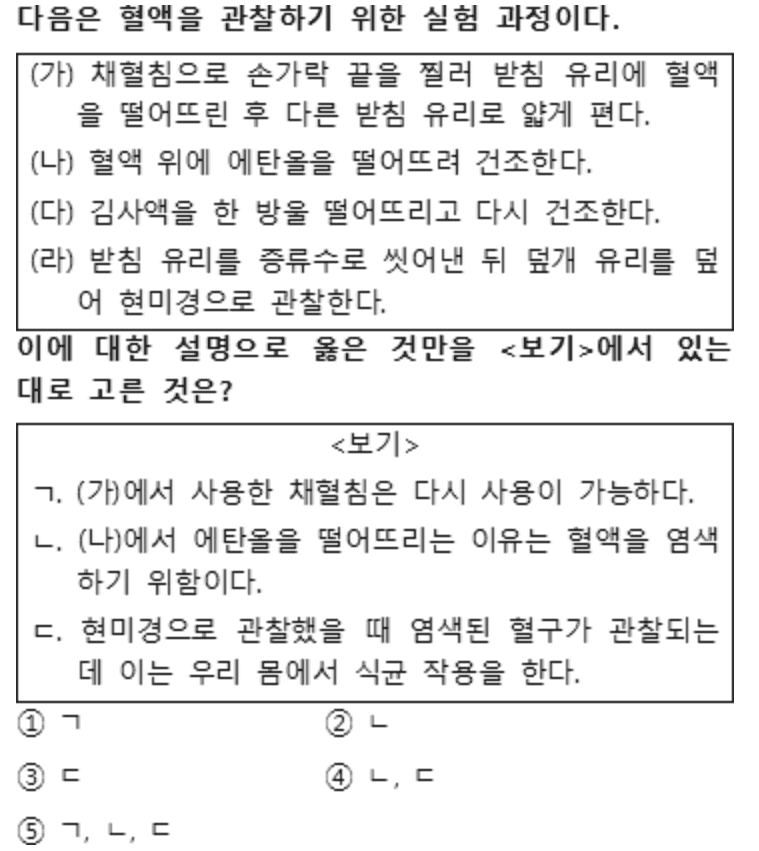 다음은 혈액을 관찰하기 위한 실험 과정이다.
(가) 채혈침으로 손가락 끝을 찔러 받침 유리에 혈액
을 떨어뜨린 후 다른 받침 유리로 얇게 편다.
(나) 혈액 위에 에탄올을 떨어뜨려 건조한다.
(다) 김사액을 한 방울 떨어뜨리고 다시 건조한다.
(라) 받침 유리를 증류수로 씻어낸 뒤 덮개 유리를 덮
어 현미경으로 관찰한다.
이에 대한 설명으로 옳은 것만을 <보기>에서 있는
대로 고른 것은?
<보기>
ㄱ. (가)에서 사용한 채혈침은 다시 사용이 가능하다.
ㄴ. (나)에서 에탄올을 떨어뜨리는 이유는 혈액을 염색
하기 위함이다.
ㄷ. 현미경으로 관찰했을 때 염색된 혈구가 관찰되는
데 이는 우리 몸에서 식균 작용을 한다.
① ㄱ ② ㄴ
③ ㄷ ④ ㄴ, ㄷ
⑤ ㄱ, ㄴ, ㄷ